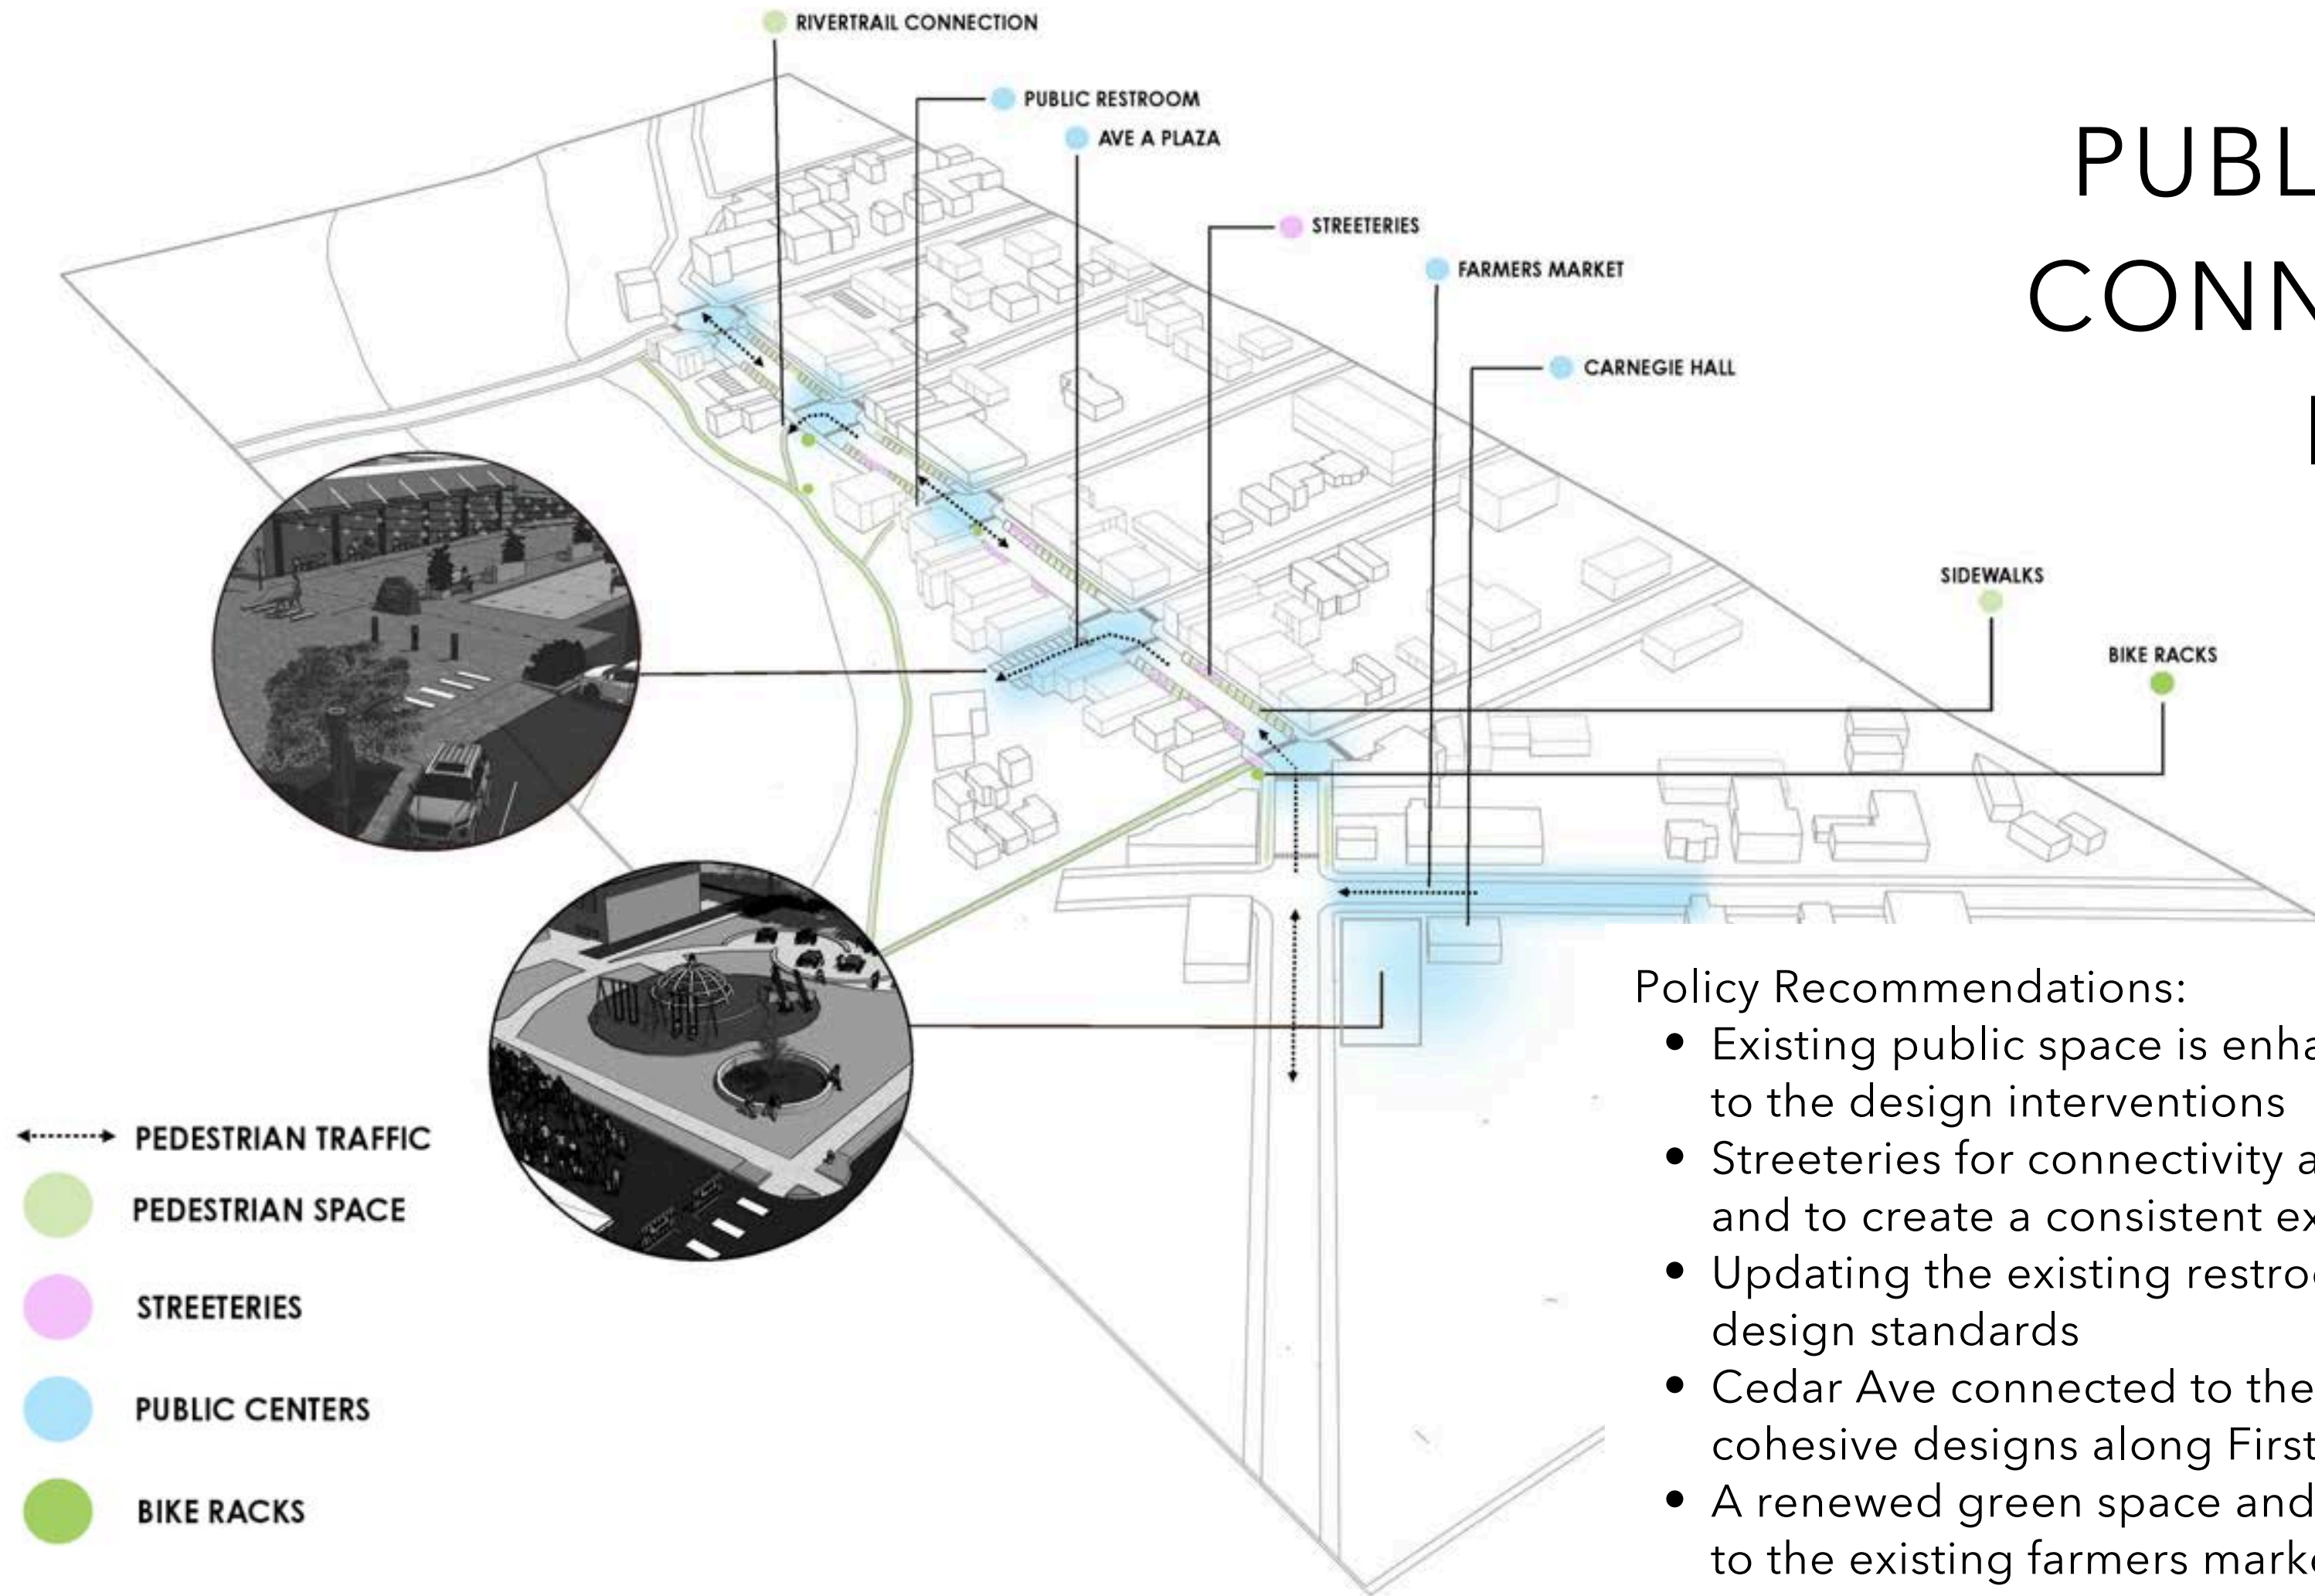 RIVERTRAIL CONNECTION
PUBLIC RESTROOM
AVE A PLAZA
STREETERIES
FARMERS MARKET
CARNEGIE HALL
SIDEWALKS
BIKE RACKS
PUBL
CONN
PEDESTRIAN TRAFFIC
PEDESTRIAN SPACE
STREETERIES
PUBLIC CENTERS
BIKE RACKS
Policy Recommendations:
• Existing public space is enha
to the design interventions
• Streeteries for connectivity a
and to create a consistent ex
• Updating the existing restroo
design standards
• Cedar Ave connected to the
cohesive designs along First
• A renewed green space and
to the existing farmers marke